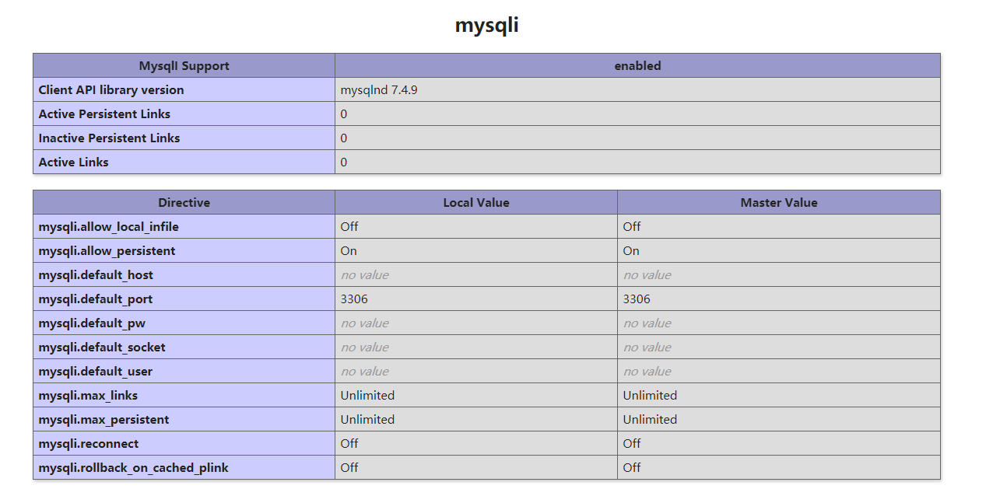 mysqli
MysqlI Support enabled
Client API library version mysqlnd 7.4.9
Active Persistent Links 0
Inactive Persistent Links 0
Active Links 0
Directive Local Value Master Value
mysqli.allow_local_infile Off Off
mysqli.allow_persistent On On
mysqli.default_host no value no value
mysqli.default_port 3306 3306
mysqli.default_pw no value no value
mysqli.default_socket no value no value
mysqli.default_user no value no value
mysqli.max_links Unlimited Unlimited
mysqli.max_persistent Unlimited Unlimited
mysqli.reconnect Off Off
mysqli.rollback_on_cached_plink Off Off